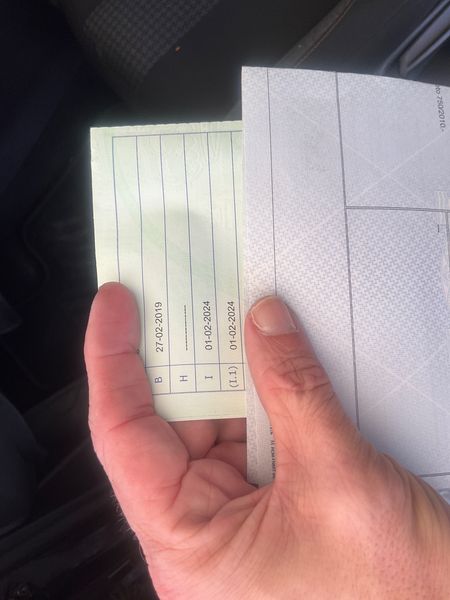 B 27-02-2019
H ---------------
I 01-02-2024
(I.1) 01-02-2024